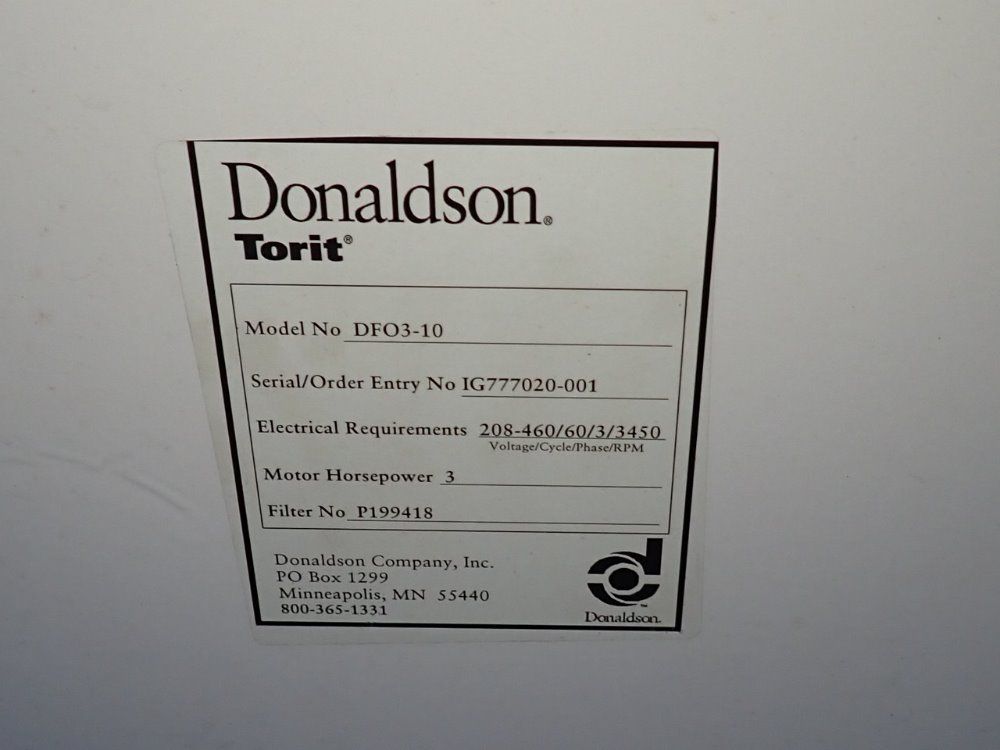 Donaldson®
Torit®
Model No DFO3-10
Serial/Order Entry No IG777020-001
Electrical Requirements 208-460/60/3/3450
Voltage/Cycle/Phase/RPM
Motor Horsepower 3
Filter No P199418
Donaldson Company, Inc.
PO Box 1299
Minneapolis, MN 55440
800-365-1331
Donaldson.